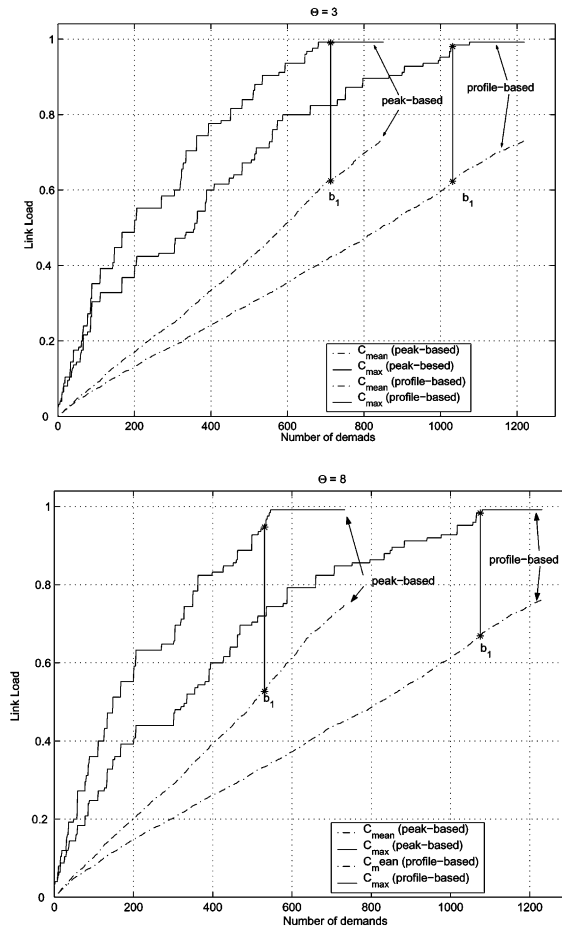 Θ = 3
1
0.8
0.6
0.4
0.2
0
Link Load
peak−based
profile−based
b1
b1
Cmean (peak−based)
Cmax (peak−besed)
Cmean (profile−based)
Cmax (profile−based)
0 200 400 600 800 1000 1200
Number of demads
Θ = 8
1
0.8
0.6
0.4
0.2
0
Link Load
peak−based
profile−based
b1
b1
Cmean (peak−based)
Cmax (peak−based)
Cmean (profile−based)
Cmax (profile−based)
0 200 400 600 800 1000 1200
Number of demands